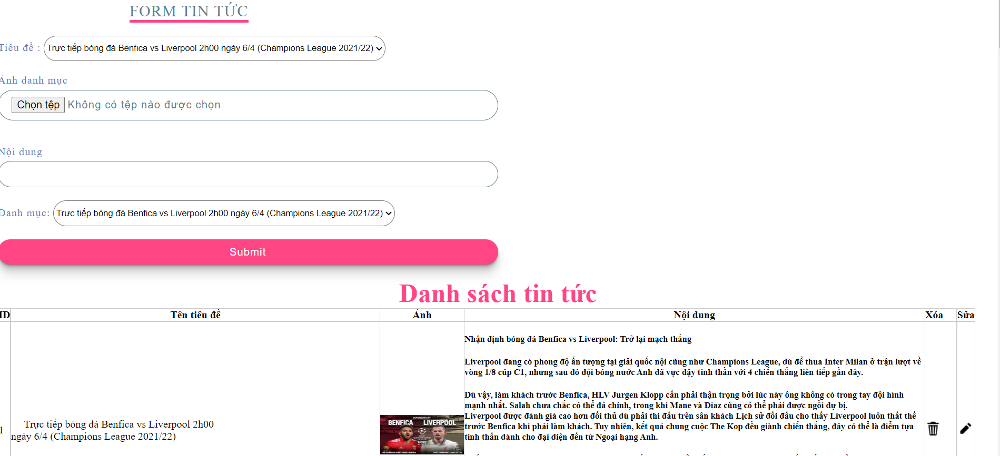 FORM TIN TỨC
Tiêu đề : Trực tiếp bóng đá Benfica vs Liverpool 2h00 ngày 6/4 (Champions League 2021/22)
Ảnh danh mục
Chọn tệp Không có tệp nào được chọn
Nội dung
Danh mục: Trực tiếp bóng đá Benfica vs Liverpool 2h00 ngày 6/4 (Champions League 2021/22)
Submit
Danh sách tin tức
ID Tên tiêu đề Ảnh Nội dung Xóa Sửa
1
Trực tiếp bóng đá Benfica vs Liverpool 2h00
ngày 6/4 (Champions League 2021/22)
BENFICA LIVERPOOL
CHAMPIONS
Nhận định bóng đá Benfica vs Liverpool: Trở lại mạch thắng
Liverpool đang có phong độ ấn tượng tại giải quốc nội cũng như Champions League, dù để thua Inter Milan ở trận lượt về
vòng 1/8 cúp C1, nhưng sau đó đội bóng nước Anh đã vực dậy tinh thần với 4 chiến thắng liên tiếp gần đây.
Dù vậy, làm khách trước Benfica, HLV Jurgen Klopp cần phải thận trọng bởi lúc này ông không có trong tay đội hình
mạnh nhất. Salah chưa chắc có thể đá chính, trong khi Mane và Diaz cũng có thể phải được ngồi dự bị.
Liverpool được đánh giá cao hơn đối thủ dù phải thi đấu trên sân khách Lịch sử đối đầu cho thấy Liverpool luôn thất thế
trước Benfica khi phải làm khách. Tuy nhiên, kết quả chung cuộc The Kop đều giành chiến thắng, đây có thể là điểm tựa
tinh thần dành cho đại diện đến từ Ngoại hạng Anh.